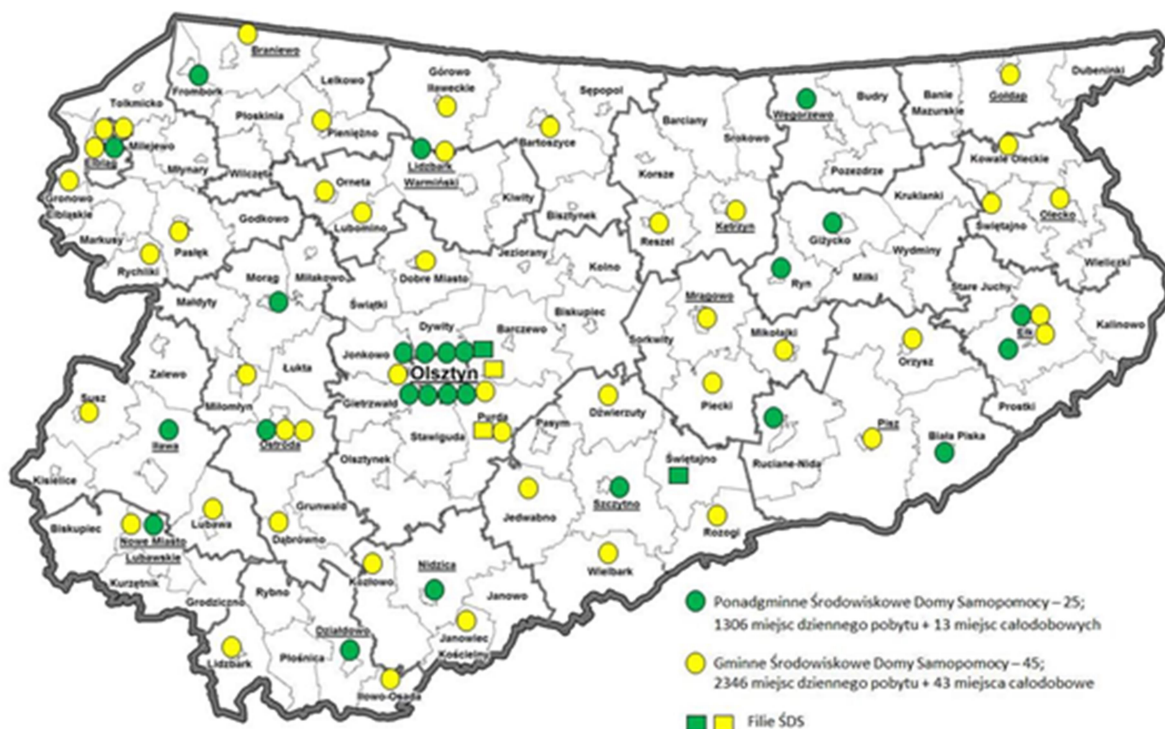 Braniewo
Frombork
Lelkowo
Górowo
Iławeckie
Sępopol
Budry
Banie
Mazurskie
Dubeninki
Gołdap
Tolkmicko
Płoskinia
Pieniężno
Bartoszyce
Barciany
Srokowo
Węgorzewo
Milejewo
Elbląg
Młynary
Wilczęta
Lidzbark
Warmiński
Korsze
Pozezdrze
Kowale Oleckie
Gronowo
Elbląskie
Orneta
Kiwity
Kruklanki
Olecko
Godkowo
Lubomino
Bisztynek
Reszel
Kętrzyn
Giżycko
Świętajno
Markusy
Pasłęk
Rychliki
Morąg
Miłakowo
Dobre Miasto
Jeziorany
Kolno
Wydminy
Wieliczki
Ryn
Miłki
Stare Juchy
Małdyty
Świątki
Mrągowo
Biskupiec
Dywity
Barczewo
Sorkwity
Mikołajki
Ełk
Kalinowo
Jonkowo
Olsztyn
Orzysz
Zalewo
Łukta
Miłomłyn
Gietrzwałd
Purda
Dźwierzuty
Piecki
Prostki
Susz
Iława
Ostróda
Stawiguda
Pasym
Pisz
Biała Piska
Olsztynek
Świętajno
Ruciane-Nida
Kisielice
Szczytno
Biskupiec
Nowe Miasto
Lubawskie
Lubawa
Grunwald
Dąbrówno
Jedwabno
Rozogi
Kurzętnik
Kozłowo
Nidzica
Wielbark
Grodziczno
Rybno
Janowo
Działdowo
Janowiec
Kościelny
Lidzbark
Płośnica
Iłowo-Osada
Ponadgminne Środowiskowe Domy Samopomocy – 25;
1306 miejsc dziennego pobytu + 13 miejsc całodobowych
Gminne Środowiskowe Domy Samopomocy – 45;
2346 miejsc dziennego pobytu + 43 miejsca całodobowe
Filie ŚDS